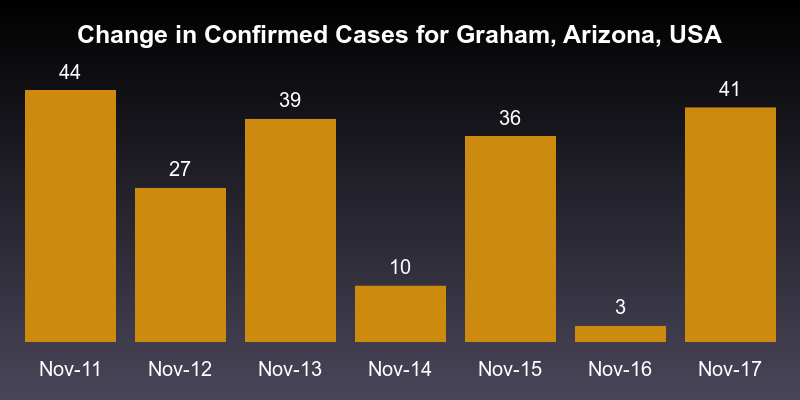 Change in Confirmed Cases for Graham, Arizona, USA
44
27
39
10
36
3
41
Nov-11
Nov-12
Nov-13
Nov-14
Nov-15
Nov-16
Nov-17